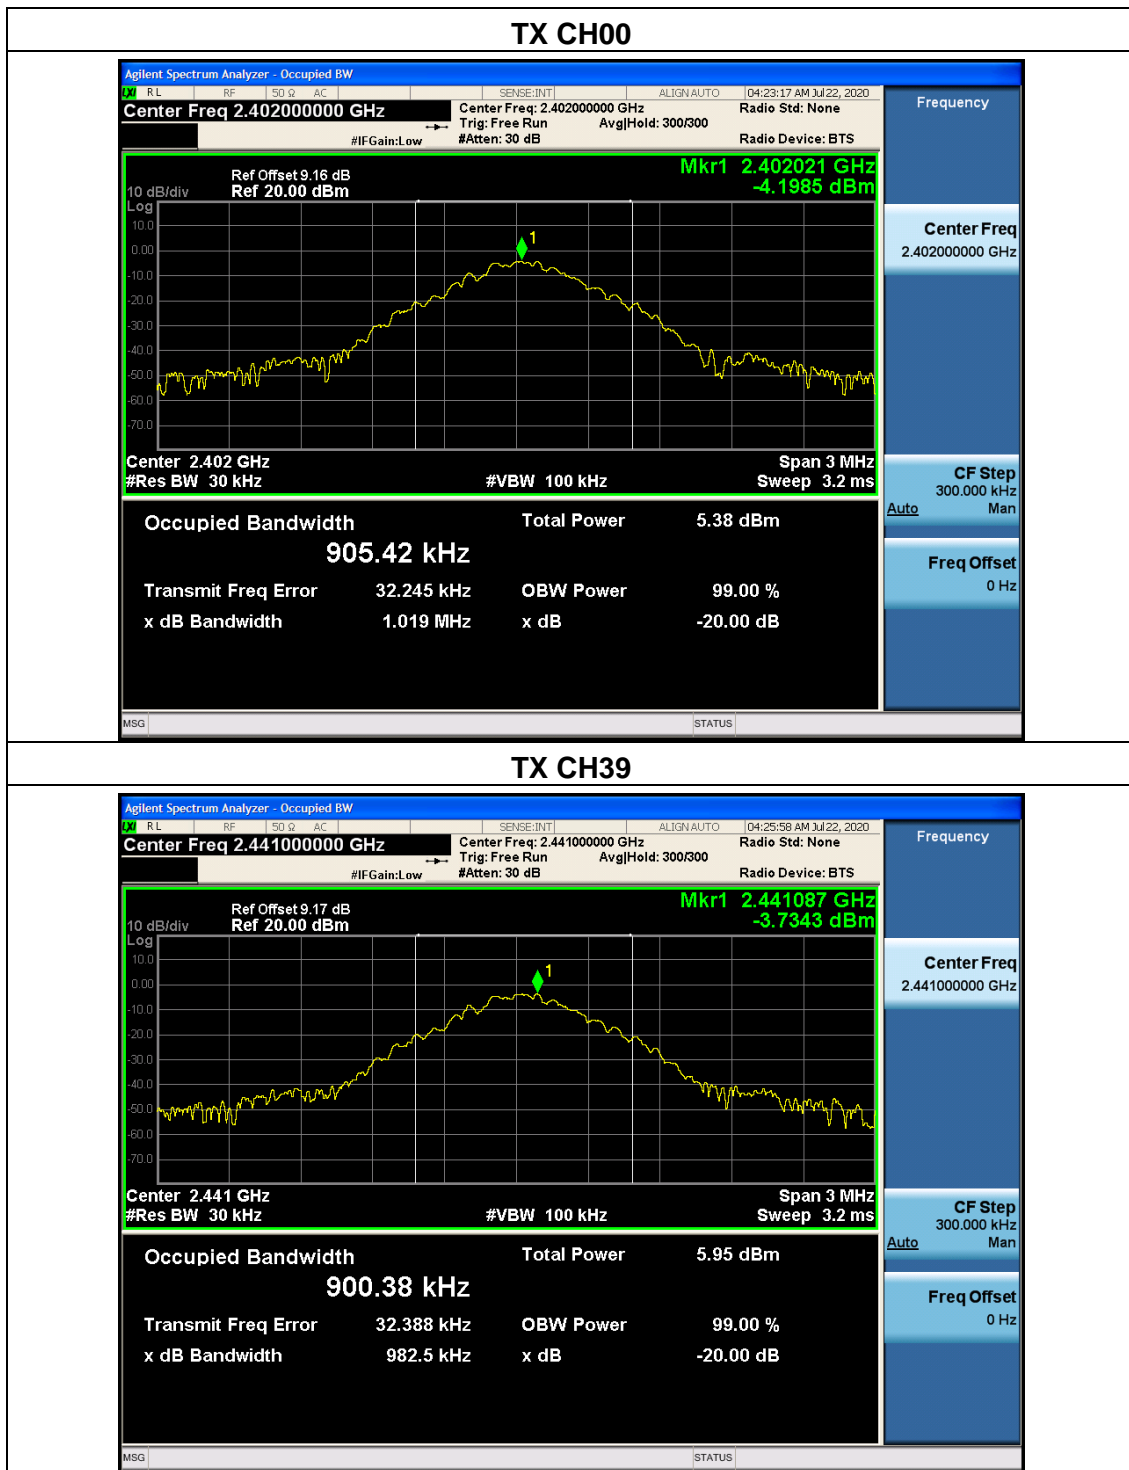 TX CH00
Agilent Spectrum Analyzer - Occupied BW
LXI RL RF 50 Ω AC SENSE:INT ALIGN AUTO 04:23:17 AM Jul 22, 2020
Center Freq 2.402000000 GHz
Center Freq: 2.402000000 GHz Radio Std: None
Trig: Free Run Avg|Hold: 300/300
#IFGain:Low #Atten: 30 dB Radio Device: BTS
Frequency
Mkr1 2.402021 GHz
-4.1985 dBm
Ref Offset 9.16 dB
10 dB/div Ref 20.00 dBm
Log
10.0
0.00
-10.0
-20.0
-30.0
-40.0
-50.0
-60.0
-70.0
1
Center Freq
2.402000000 GHz
Center 2.402 GHz Span 3 MHz
#Res BW 30 kHz #VBW 100 kHz Sweep 3.2 ms
CF Step
300.000 kHz
Auto Man
Occupied Bandwidth Total Power 5.38 dBm
905.42 kHz
Freq Offset
0 Hz
Transmit Freq Error 32.245 kHz OBW Power 99.00 %
x dB Bandwidth 1.019 MHz x dB -20.00 dB
MSG STATUS
TX CH39
Agilent Spectrum Analyzer - Occupied BW
LXI RL RF 50 Ω AC SENSE:INT ALIGN AUTO 04:25:58 AM Jul 22, 2020
Center Freq 2.441000000 GHz
Center Freq: 2.441000000 GHz Radio Std: None
Trig: Free Run Avg|Hold: 300/300
#IFGain:Low #Atten: 30 dB Radio Device: BTS
Frequency
Mkr1 2.441087 GHz
-3.7343 dBm
Ref Offset 9.17 dB
10 dB/div Ref 20.00 dBm
Log
10.0
0.00
-10.0
-20.0
-30.0
-40.0
-50.0
-60.0
-70.0
1
Center Freq
2.441000000 GHz
Center 2.441 GHz Span 3 MHz
#Res BW 30 kHz #VBW 100 kHz Sweep 3.2 ms
CF Step
300.000 kHz
Auto Man
Occupied Bandwidth Total Power 5.95 dBm
900.38 kHz
Freq Offset
0 Hz
Transmit Freq Error 32.388 kHz OBW Power 99.00 %
x dB Bandwidth 982.5 kHz x dB -20.00 dB
MSG STATUS